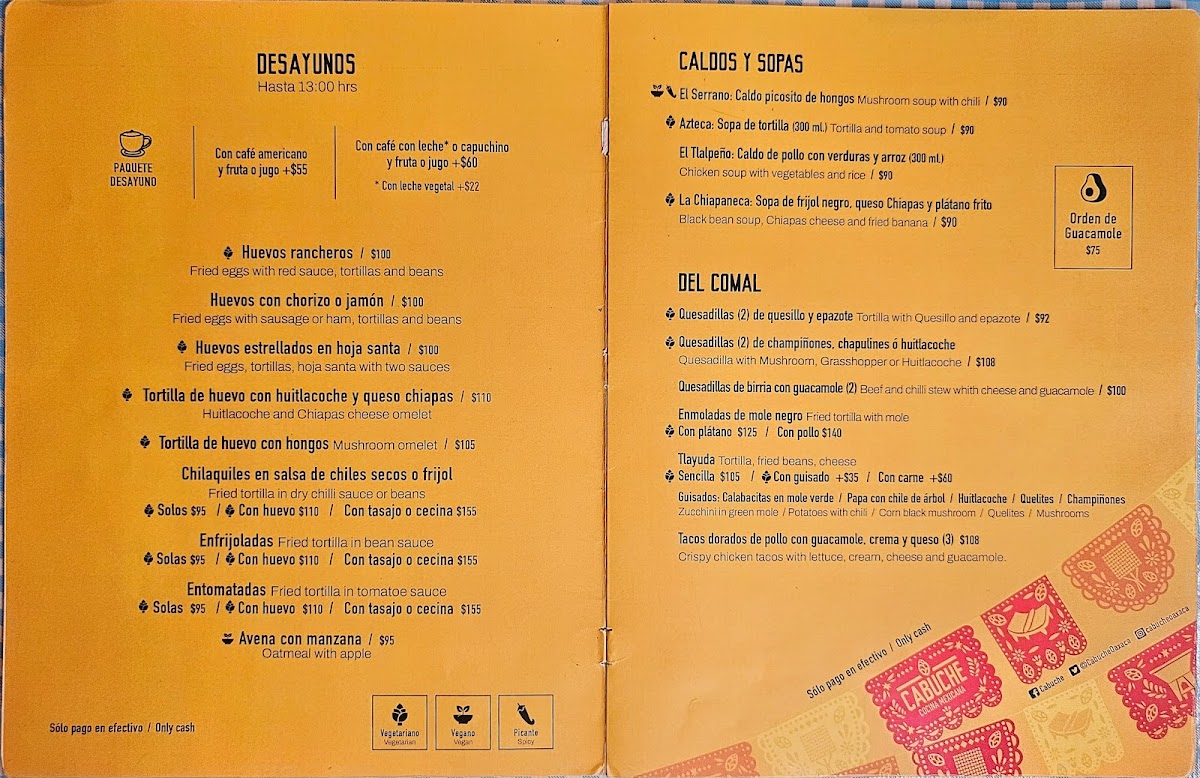 DESAYUNOS
Hasta 13:00 hrs
PAQUETE
DESAYUNO
Con café americano
y fruta o jugo +$55
Con café con leche* o capuchino
y fruta o jugo +$60
* Con leche vegetal +$22
Huevos rancheros / $100
Fried eggs with red sauce, tortillas and beans
Huevos con chorizo o jamón / $100
Fried eggs with sausage or ham, tortillas and beans
Huevos estrellados en hoja santa / $100
Fried eggs, tortillas, hoja santa with two sauces
Tortilla de huevo con huitlacoche y queso chiapas / $110
Huitlacoche and Chiapas cheese omelet
Tortilla de huevo con hongos Mushroom omelet / $105
Chilaquiles en salsa de chiles secos o frijol
Fried tortilla in dry chilli sauce or beans
Solos $95 / Con huevo $110 / Con tasajo o cecina $155
Enfrijoladas Fried tortilla in bean sauce
Solas $95 / Con huevo $110 / Con tasajo o cecina $155
Entomatadas Fried tortilla in tomatoe sauce
Solas $95 / Con huevo $110 / Con tasajo o cecina $155
Avena con manzana / $95
Oatmeal with apple
Sólo pago en efectivo / Only cash
Vegetariano
Vegetarian
Vegano
Vegan
Picante
Spicy
CALDOS Y SOPAS
El Serrano: Caldo picosito de hongos Mushroom soup with chili / $90
Azteca: Sopa de tortilla (300 ml.) Tortilla and tomato soup / $90
El Tlalpeño: Caldo de pollo con verduras y arroz (300 ml.)
Chicken soup with vegetables and rice / $90
La Chiapaneca: Sopa de frijol negro, queso Chiapas y plátano frito
Black bean soup, Chiapas cheese and fried banana / $90
Orden de
Guacamole
$75
DEL COMAL
Quesadillas (2) de quesillo y epazote Tortilla with Quesillo and epazote / $92
Quesadillas (2) de champiñones, chapulines ó huitlacoche
Quesadilla with Mushroom, Grasshopper or Huitlacoche / $108
Quesadillas de birria con guacamole (2) Beef and chilli stew whith cheese and guacamole / $100
Enmoladas de mole negro Fried tortilla with mole
Con plátano $125 / Con pollo $140
Tlayuda Tortilla, fried beans, cheese
Sencilla $105 / Con guisado +$35 / Con carne +$60
Guisados: Calabacitas en mole verde / Papa con chile de árbol / Huitlacoche / Quelites / Champiñones
Zucchini in green mole / Potatoes with chili / Corn black mushroom / Quelites / Mushrooms
Tacos dorados de pollo con guacamole, crema y queso (3) $108
Crispy chicken tacos with lettuce, cream, cheese and guacamole.
Sólo pago en efectivo / Only cash
CABUCHE
COCINA MEXICANA
Cabuche @CabucheOaxaca cabucheoaxaca